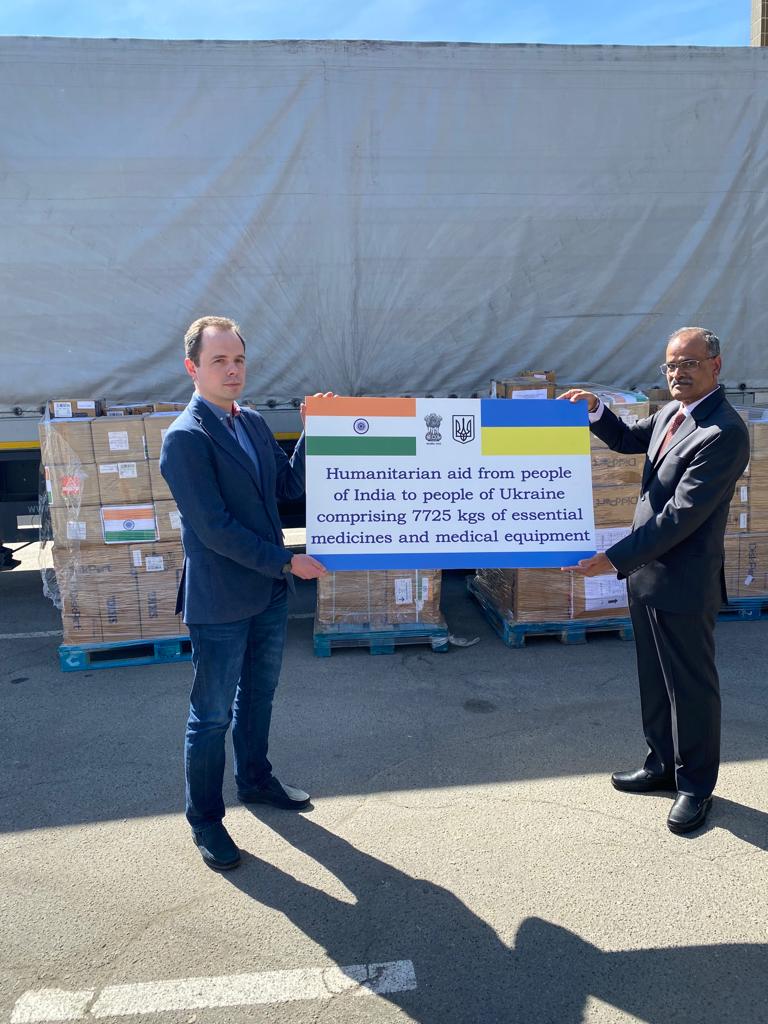 Humanitarian aid from people
of India to people of Ukraine
comprising 7725 kgs of essential
medicines and medical equipment